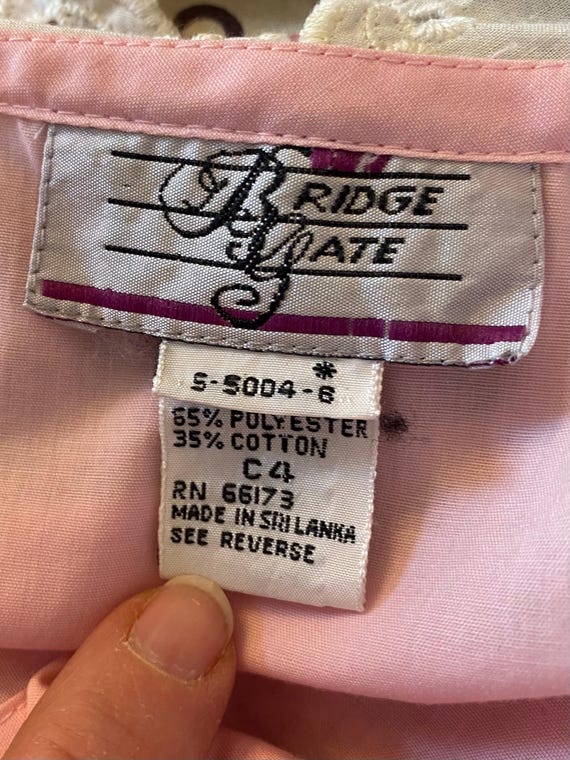 BRIDGE
GATE
*
S-5004-6
65% POLYESTER
35% COTTON
C4
RN 66173
MADE IN SRI LANKA
SEE REVERSE